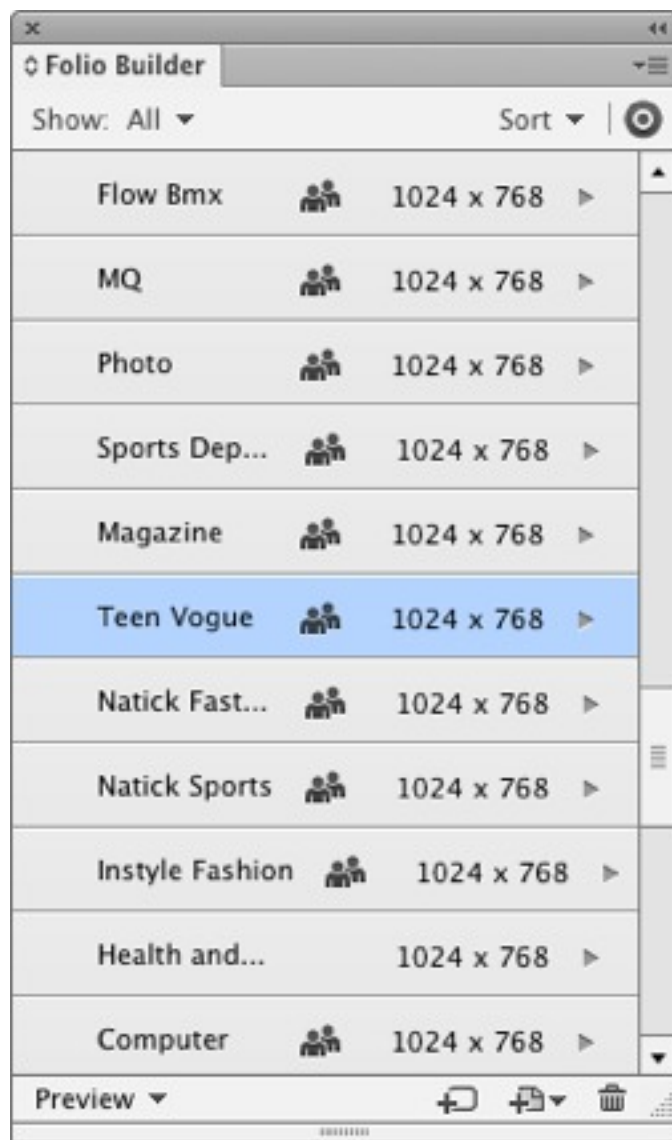 Folio Builder
Show: All Sort
Flow Bmx 1024 x 768
MQ 1024 x 768
Photo 1024 x 768
Sports Dep... 1024 x 768
Magazine 1024 x 768
Teen Vogue 1024 x 768
Natick Fast... 1024 x 768
Natick Sports 1024 x 768
Instyle Fashion 1024 x 768
Health and... 1024 x 768
Computer 1024 x 768
Preview